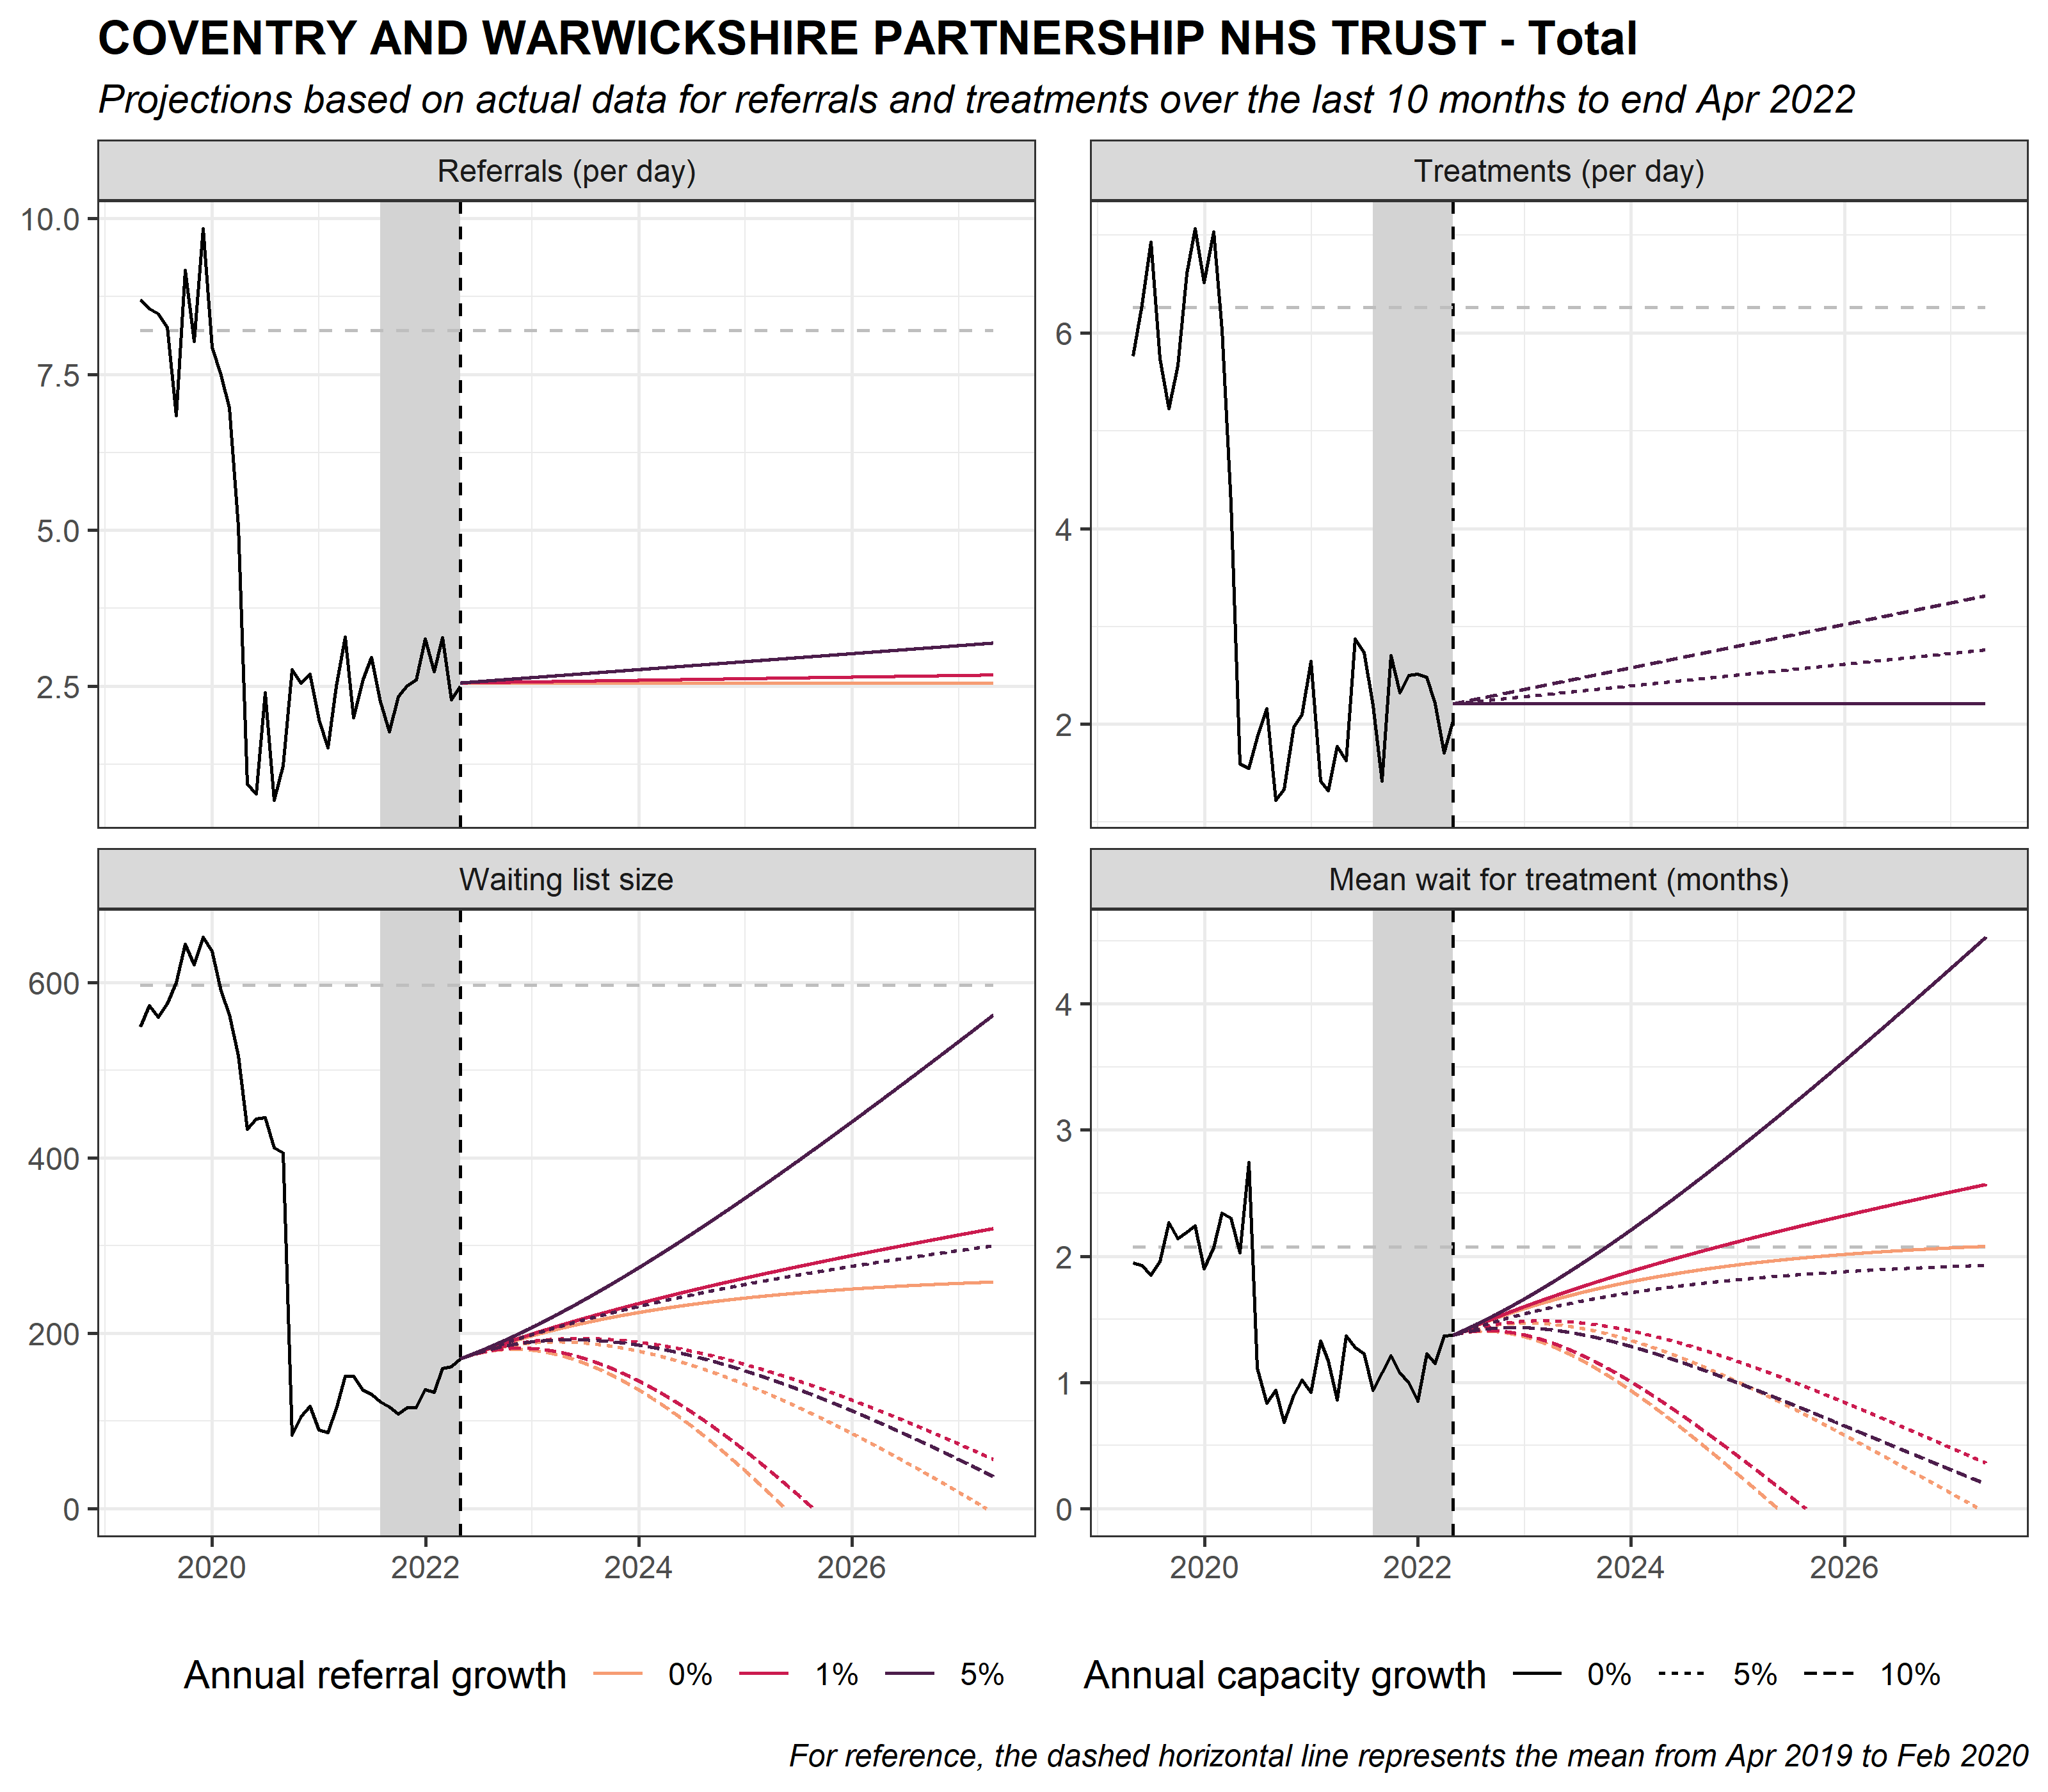 COVENTRY AND WARWICKSHIRE PARTNERSHIP NHS TRUST - Total
Projections based on actual data for referrals and treatments over the last 10 months to end Apr 2022
Referrals (per day)
10.0
7.5
5.0
2.5
Treatments (per day)
6
4
2
Waiting list size
600
400
200
0
2020 2022 2024 2026
Mean wait for treatment (months)
4
3
2
1
0
2020 2022 2024 2026
Annual referral growth 0% 1% 5%
Annual capacity growth 0% 5% 10%
For reference, the dashed horizontal line represents the mean from Apr 2019 to Feb 2020